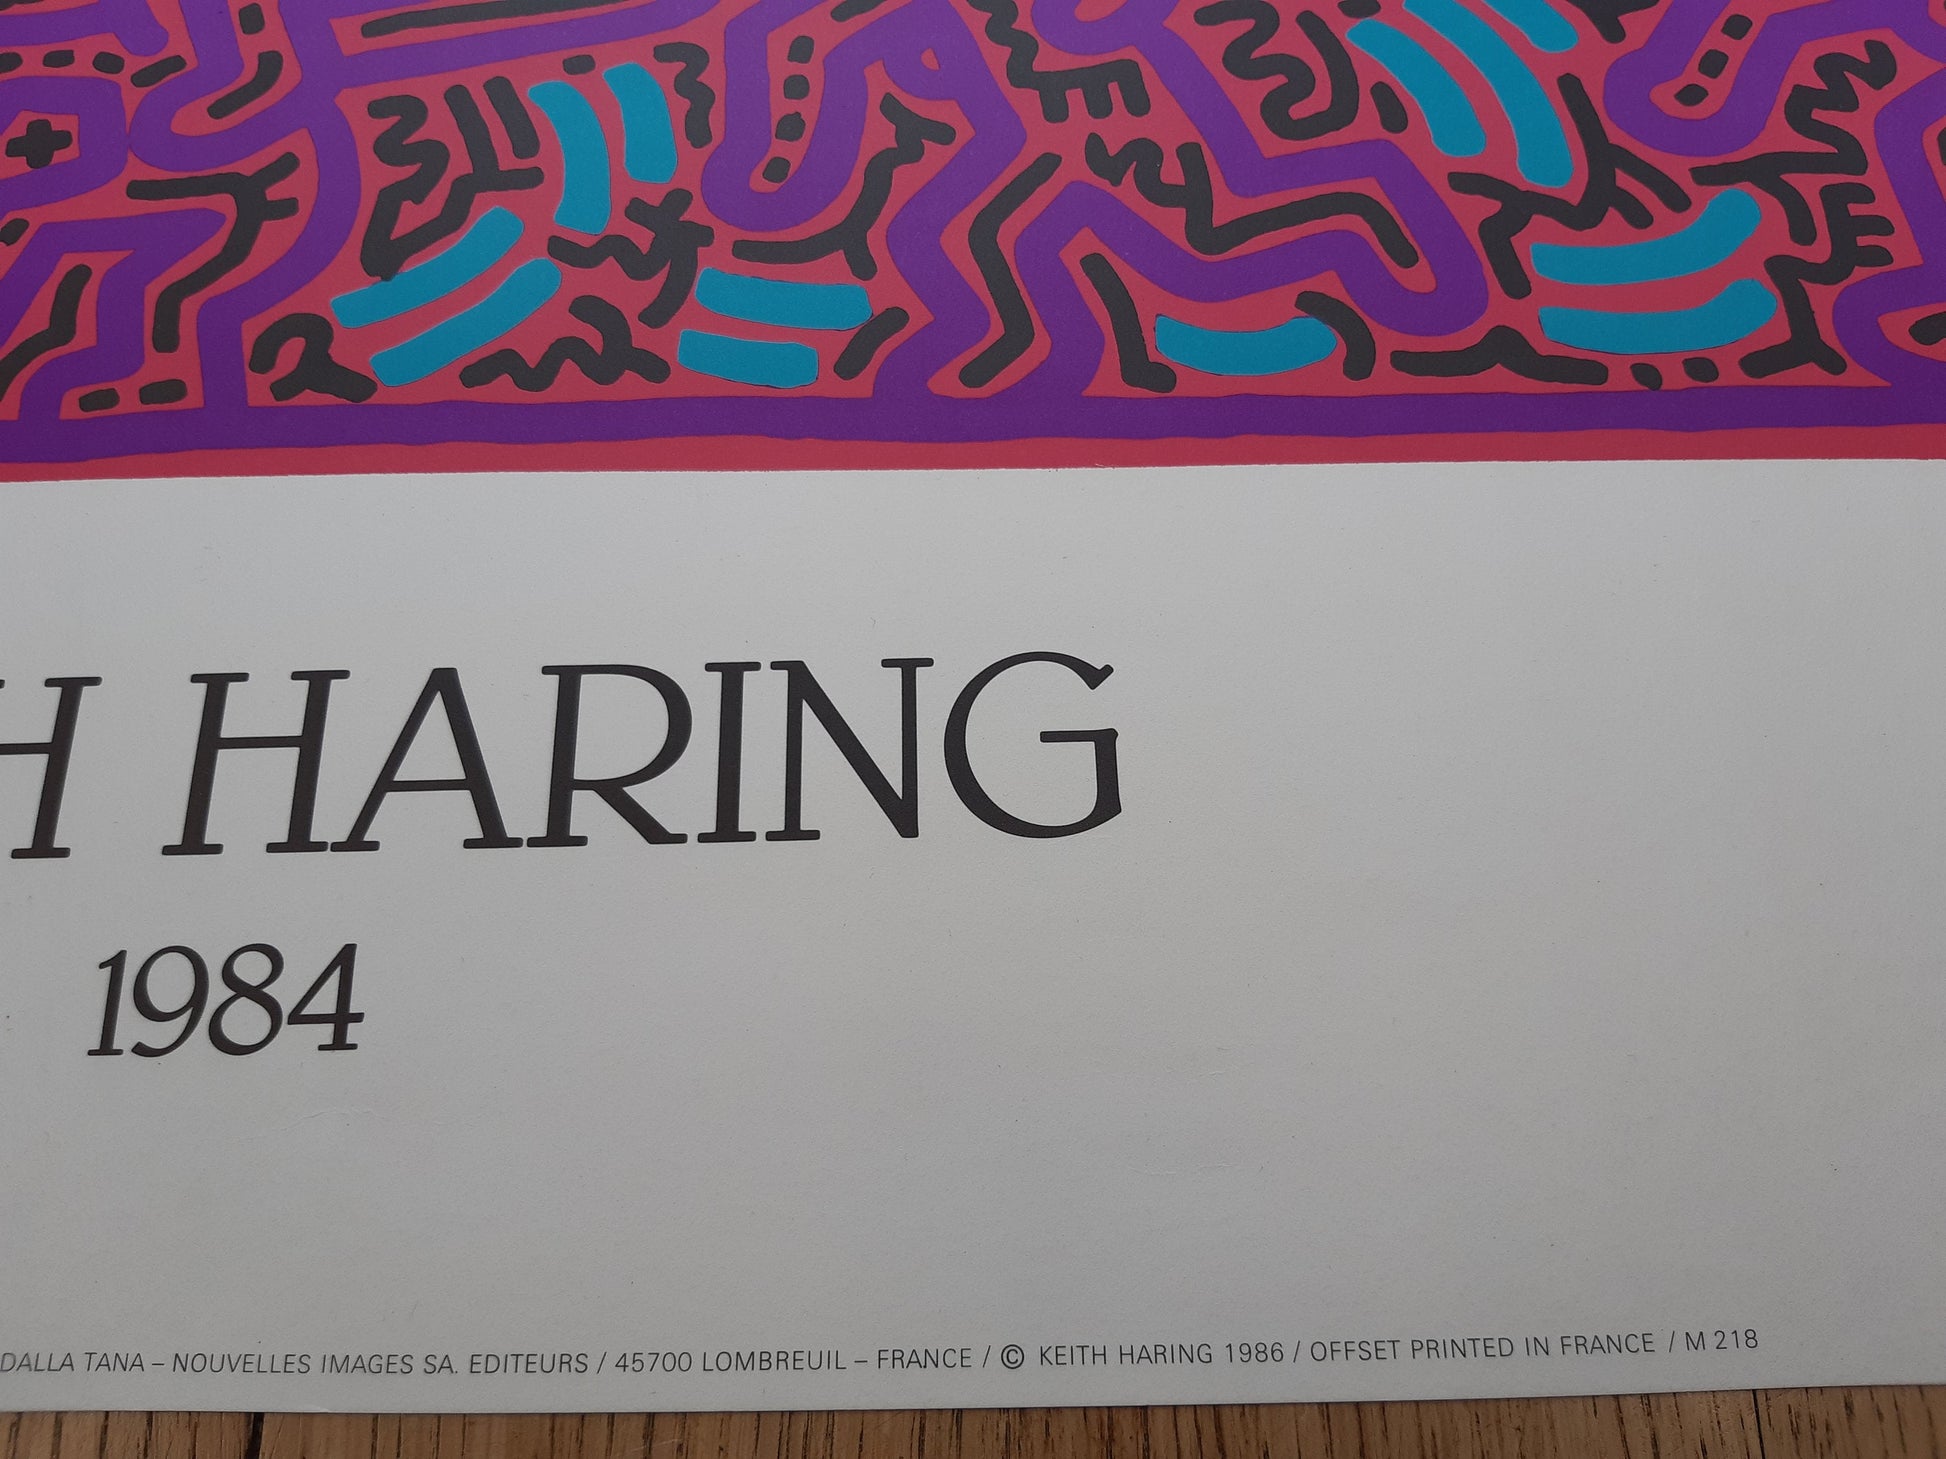 H HARING
1984
DALLA TANA – NOUVELLES IMAGES SA. EDITEURS / 45700 LOMBREUIL – FRANCE / © KEITH HARING 1986 / OFFSET PRINTED IN FRANCE / M 218